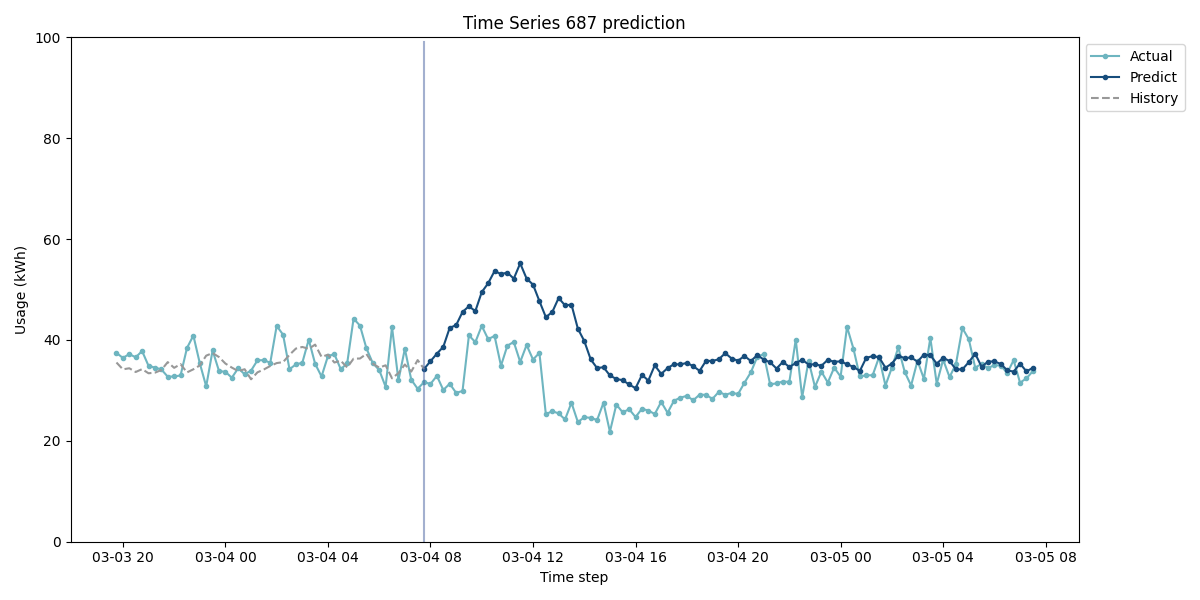 Time Series 687 prediction
100
80
60
40
20
0
Usage (kWh)
03-03 20
03-04 00
03-04 04
03-04 08
03-04 12
03-04 16
03-04 20
03-05 00
03-05 04
03-05 08
Time step
Actual
Predict
History